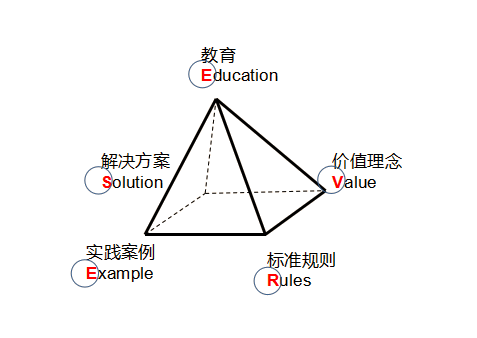 教育
Education
解决方案
Solution
价值理念
Value
实践案例
Example
标准规则
Rules